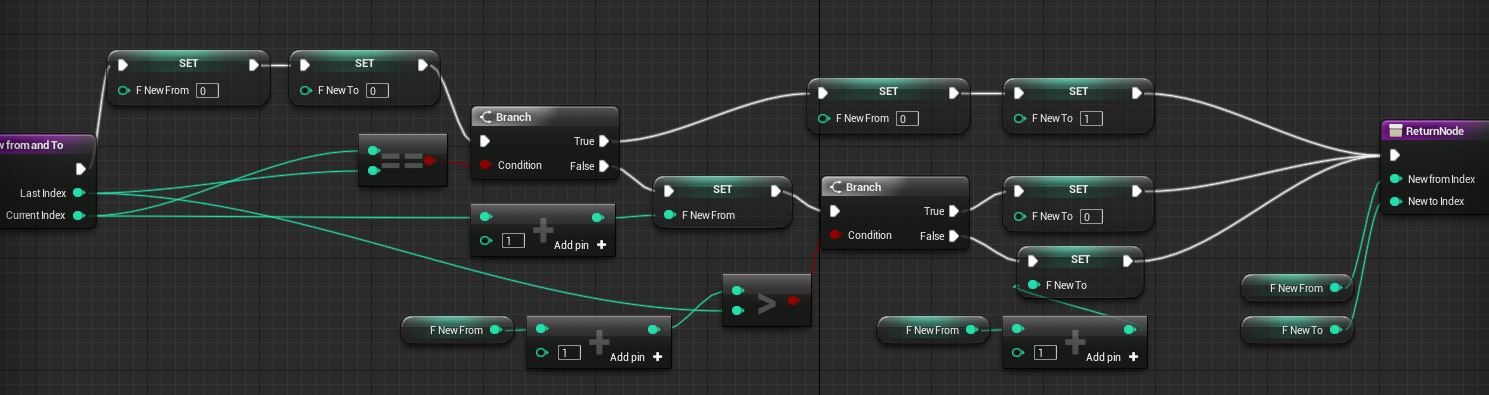 SET
F New From 0
SET
F New To 0
w from and To
Last Index
Current Index
==
Branch
True
Condition
False
+
1
Add pin +
SET
F New From
F New From
+
1
Add pin +
>
SET
F New From 0
SET
F New To 1
Branch
True
Condition
False
SET
F New To 0
SET
F New To
F New From
+
1
Add pin +
ReturnNode
New from Index
New to Index
F New From
F New To